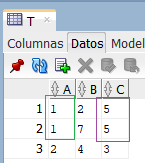 T
Columnas Datos Model
A B C
1 1 2 5
2 1 7 5
3 2 4 3